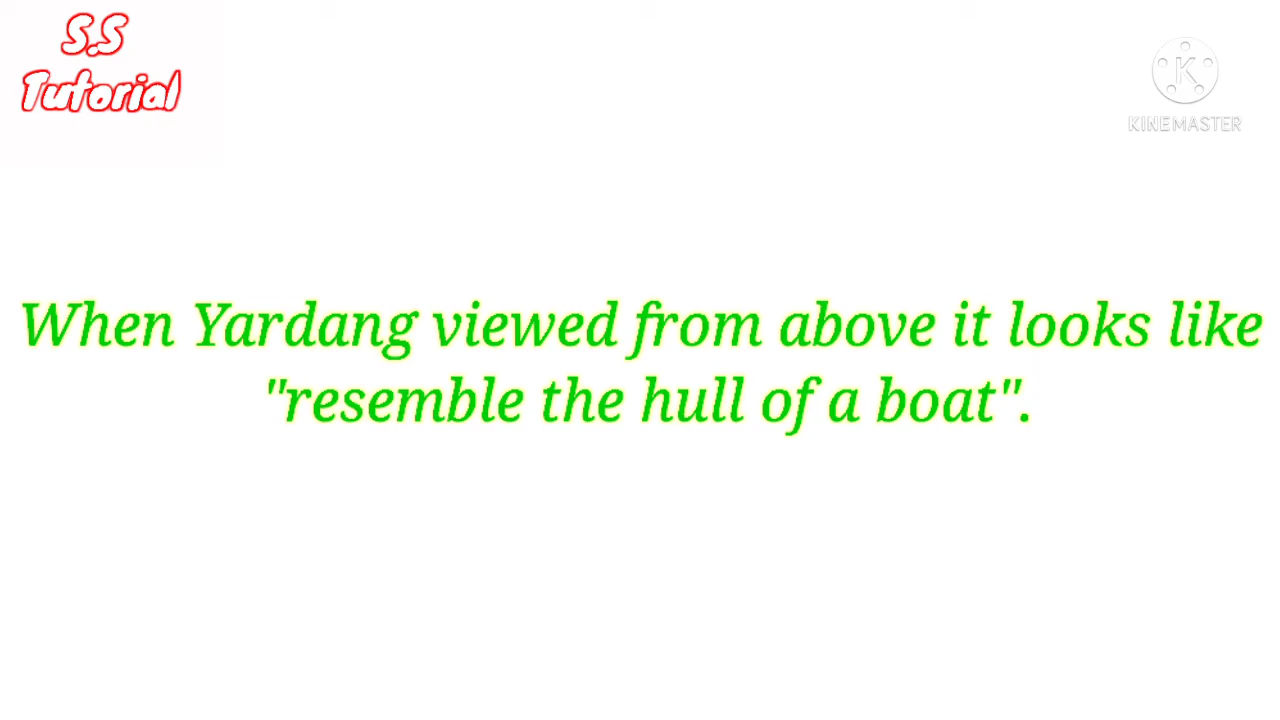 S.S
Tutorial
KINEMASTER
When Yardang viewed from above it looks like
"resemble the hull of a boat".